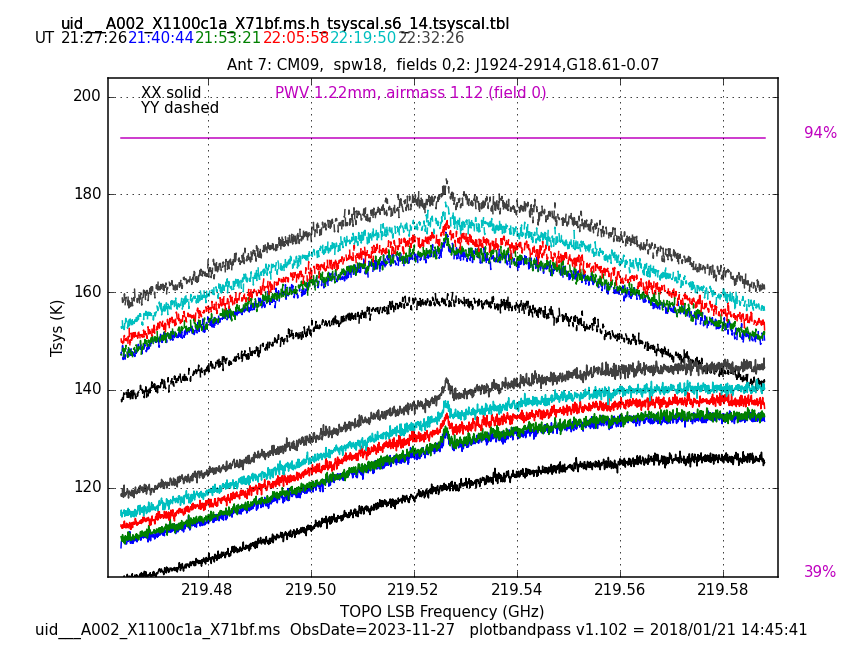 uid___A002_X1100c1a_X71bf.ms.h_tsyscal.s6_14.tsyscal.tbl
UT 21:27:26 21:40:44 21:53:21 22:05:58 22:19:50 22:32:26
Ant 7: CM09,  spw18,  fields 0,2: J1924-2914,G18.61-0.07
XX solid PWV 1.22mm, airmass 1.12 (field 0)
YY dashed
200
94%
180
160
Tsys (K)
140
120
39%
219.48 219.50 219.52 219.54 219.56 219.58
TOPO LSB Frequency (GHz)
uid___A002_X1100c1a_X71bf.ms  ObsDate=2023-11-27   plotbandpass v1.102 = 2018/01/21 14:45:41